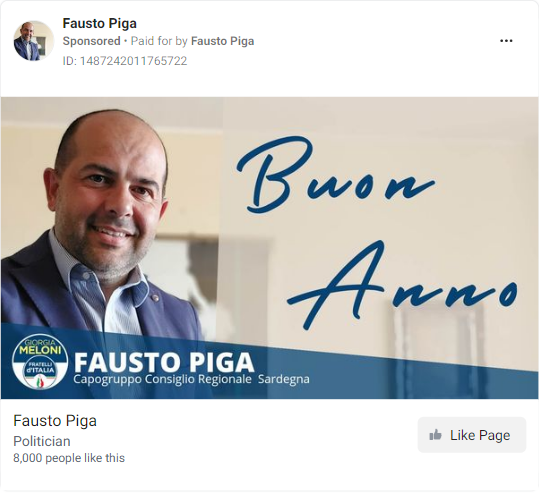 Fausto Piga
Sponsored • Paid for by Fausto Piga
ID: 1487242011765722
Buon
Anno
GIORGIA
MELONI
FRATELLI
d'ITALIA
FAUSTO PIGA
Capogruppo Consiglio Regionale Sardegna
Fausto Piga
Politician
8,000 people like this
Like Page